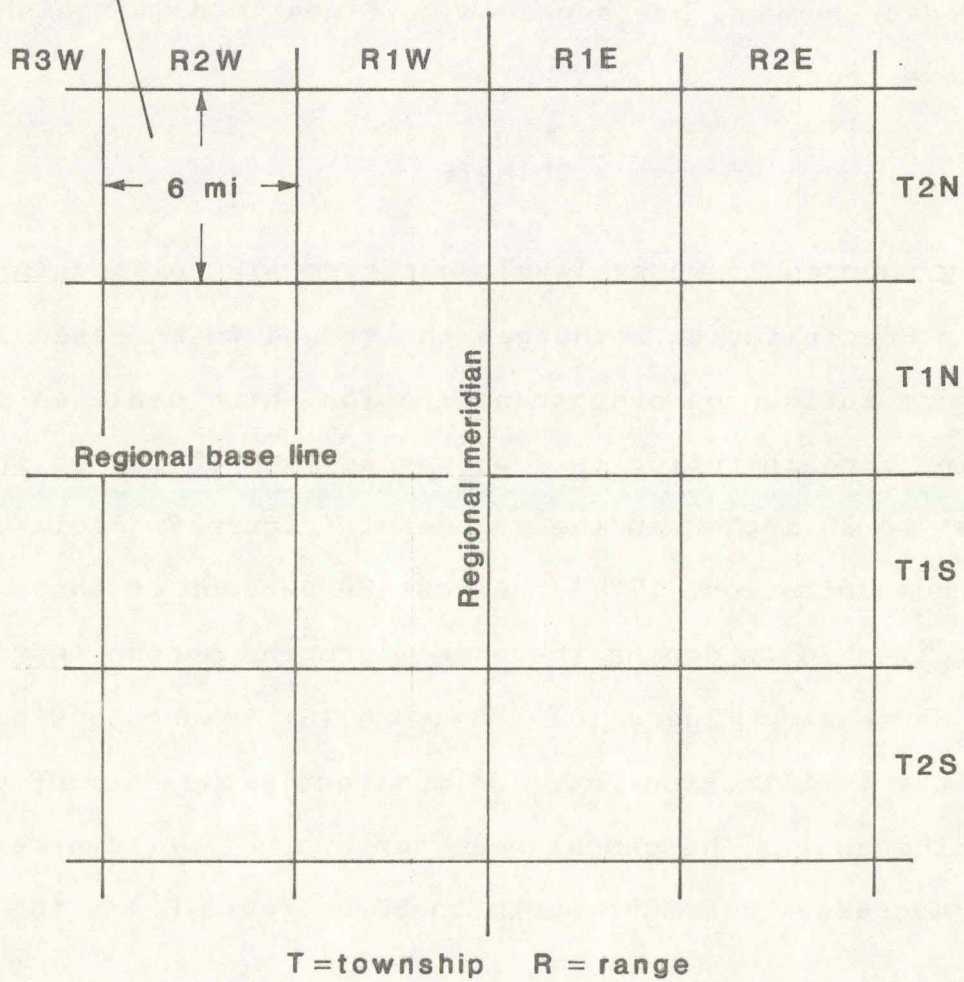 R3W R2W R1W R1E R2E
6 mi
T2N
T1N
Regional meridian
Regional base line
T1S
T2S
T = township R = range